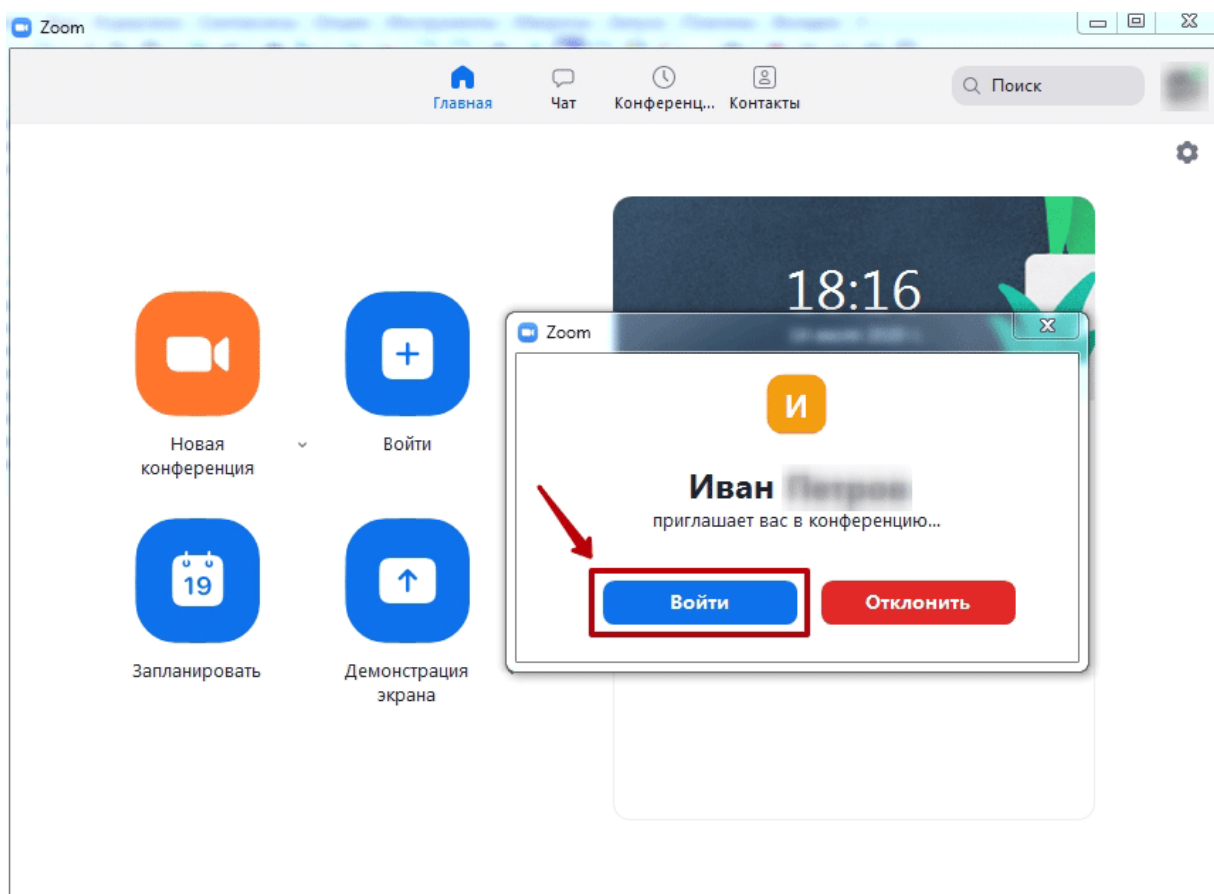 Zoom
Главная
Чат
Конференц...
Контакты
Поиск
18:16
Новая
конференция
Войти
19
Запланировать
Демонстрация
экрана
Zoom
И
Иван
приглашает вас в конференцию...
Войти
Отклонить